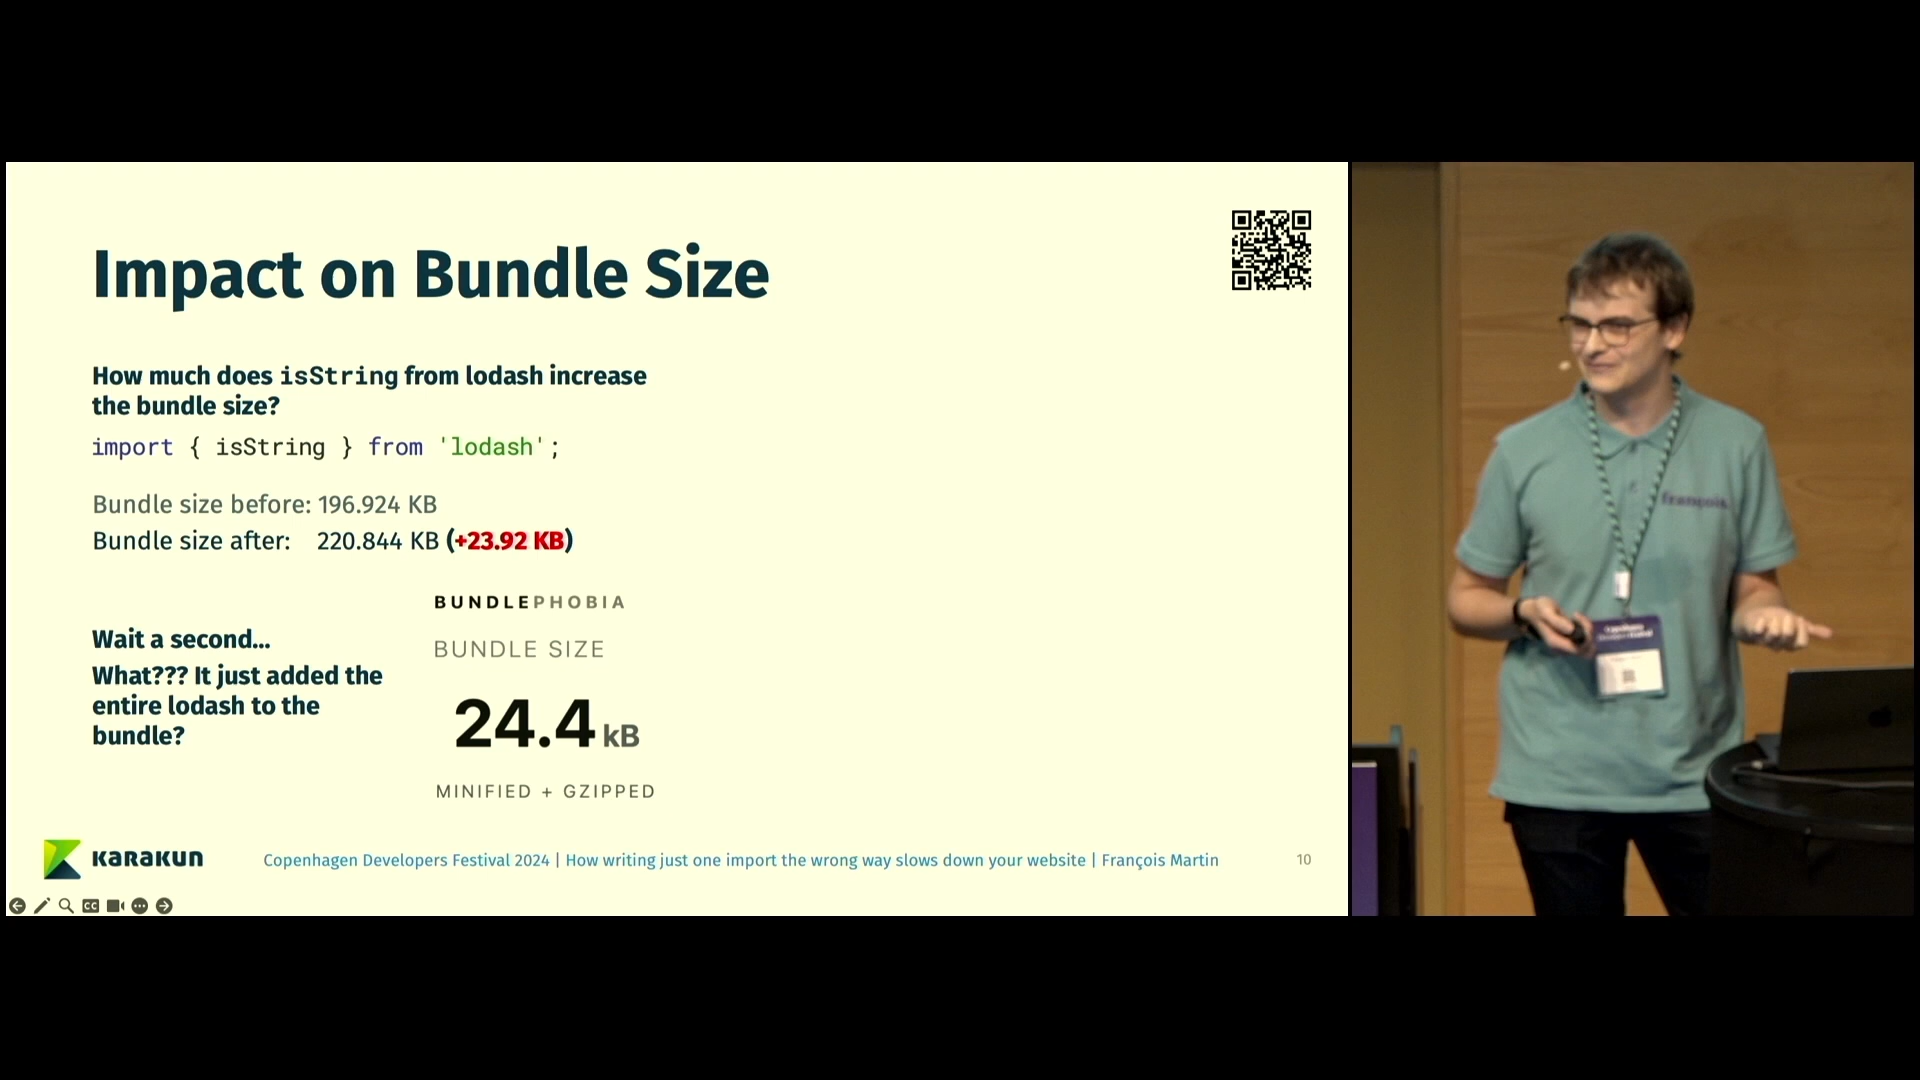 Impact on Bundle Size
How much does isString from lodash increase
the bundle size?
import { isString } from 'lodash';
Bundle size before: 196.924 KB
Bundle size after: 220.844 KB (+23.92 KB)
Wait a second...
What??? It just added the
entire lodash to the
bundle?
BUNDLEPHOBIA
BUNDLE SIZE
24.4 kB
MINIFIED + GZIPPED
KARAKUN
Copenhagen Developers Festival 2024 | How writing just one import the wrong way slows down your website | François Martin
10
CC
françois